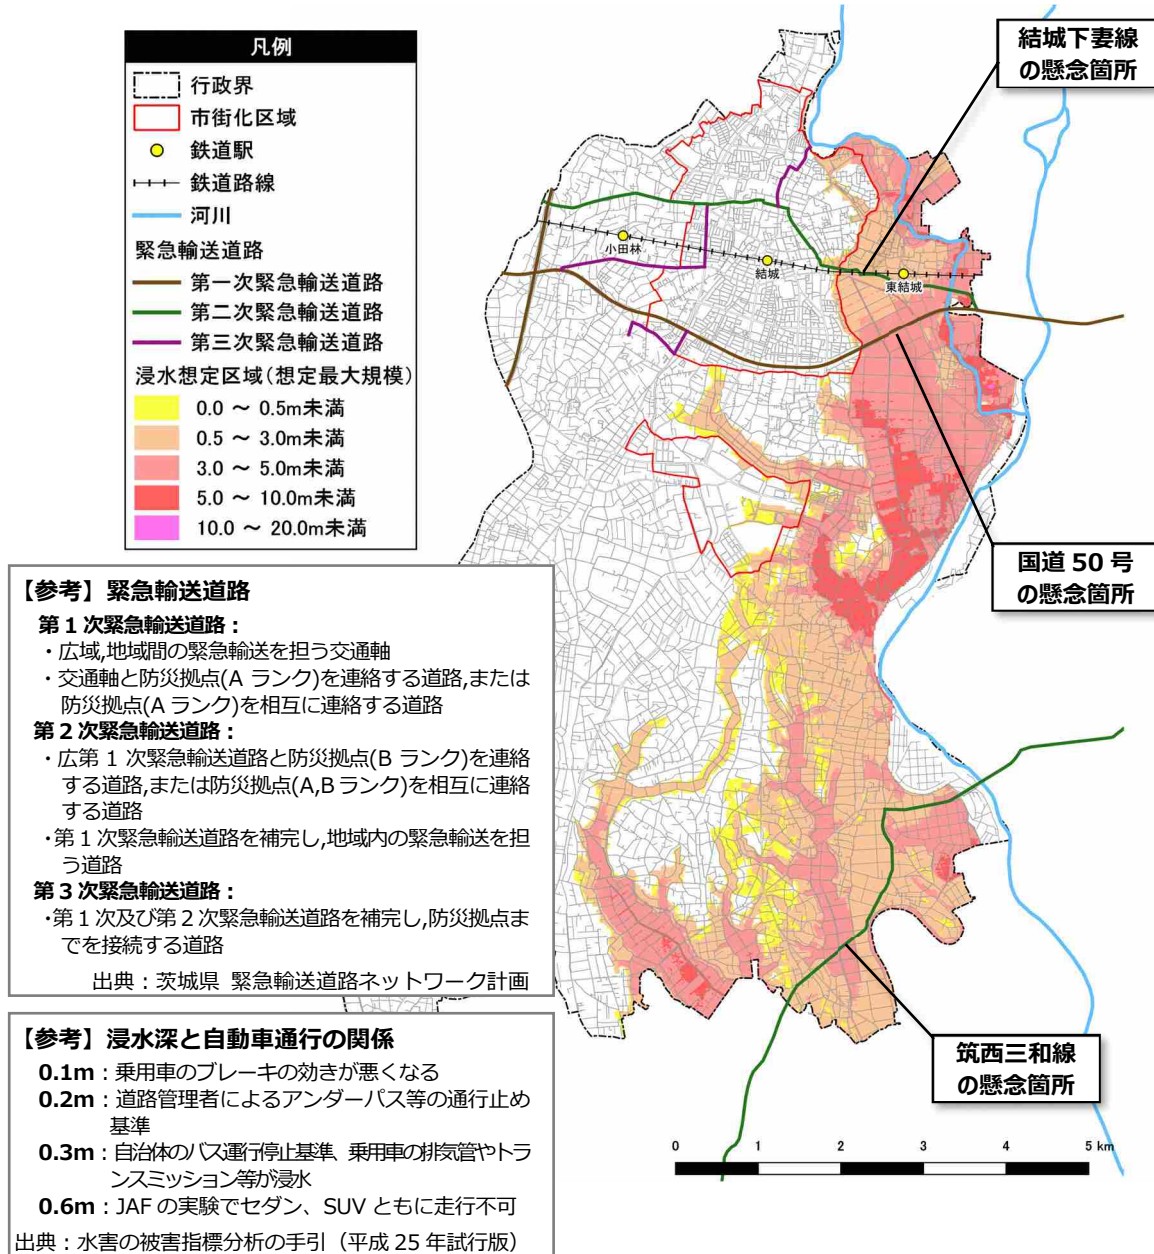 凡例
行政界
市街化区域
鉄道駅
鉄道路線
河川
緊急輸送道路
第一次緊急輸送道路
第二次緊急輸送道路
第三次緊急輸送道路
浸水想定区域(想定最大規模)
0.0 ～ 0.5m未満
0.5 ～ 3.0m未満
3.0 ～ 5.0m未満
5.0 ～ 10.0m未満
10.0 ～ 20.0m未満
結城下妻線
の懸念箇所
小田林
結城
東結城
国道 50 号
の懸念箇所
筑西三和線
の懸念箇所
0 1 2 3 4 5 km
【参考】緊急輸送道路
第 1 次緊急輸送道路：
・広域,地域間の緊急輸送を担う交通軸
・交通軸と防災拠点(A ランク)を連絡する道路,または
防災拠点(A ランク)を相互に連絡する道路
第 2 次緊急輸送道路：
・広第 1 次緊急輸送道路と防災拠点(B ランク)を連絡
する道路,または防災拠点(A,B ランク)を相互に連絡
する道路
・第 1 次緊急輸送道路を補完し,地域内の緊急輸送を担
う道路
第 3 次緊急輸送道路：
・第 1 次及び第 2 次緊急輸送道路を補完し,防災拠点ま
でを接続する道路
出典：茨城県 緊急輸送道路ネットワーク計画
【参考】浸水深と自動車通行の関係
0.1m：乗用車のブレーキの効きが悪くなる
0.2m：道路管理者によるアンダーパス等の通行止め
基準
0.3m：自治体のバス運行停止基準、乗用車の排気管やトラ
ンスミッション等が浸水
0.6m：JAF の実験でセダン、SUV ともに走行不可
出典：水害の被害指標分析の手引（平成 25 年試行版）